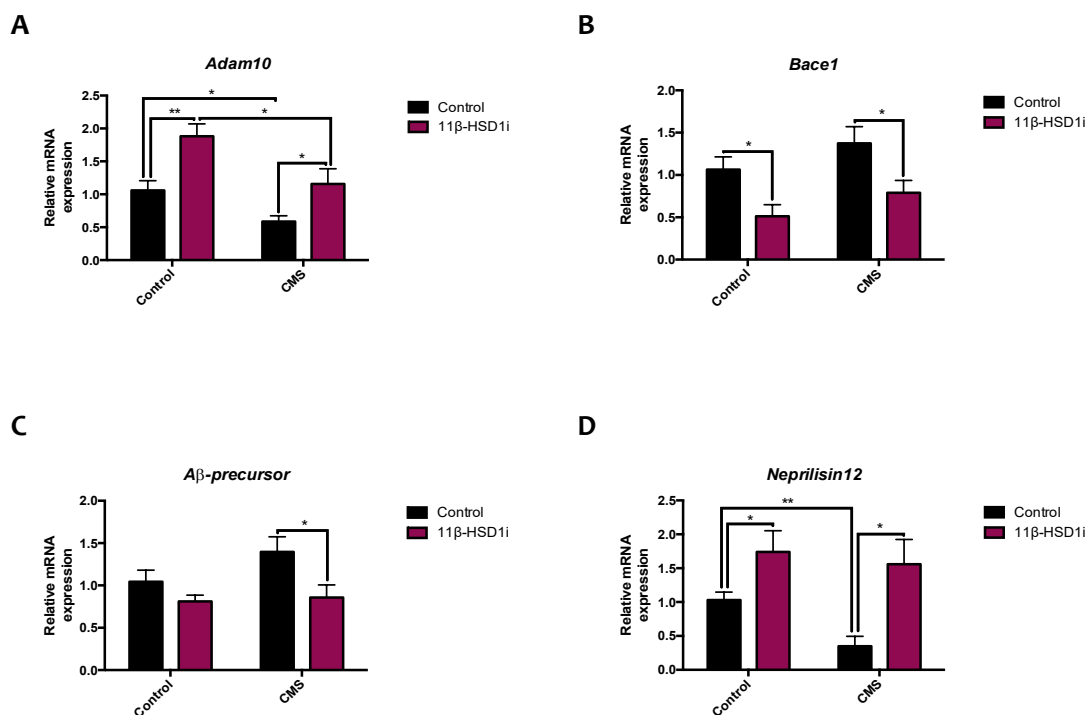 A
Adam10
Relative mRNA
expression
2.5
2.0
1.5
1.0
0.5
0.0
*
**
*
*
Control
CMS
Control
11β-HSD1i
B
Bace1
Relative mRNA
expression
2.0
1.5
1.0
0.5
0.0
*
*
Control
CMS
Control
11β-HSD1i
C
Aβ-precursor
Relative mRNA
expression
2.0
1.5
1.0
0.5
0.0
*
Control
CMS
Control
11β-HSD1i
D
Neprilisin12
Relative mRNA
expression
2.5
2.0
1.5
1.0
0.5
0.0
**
*
*
Control
CMS
Control
11β-HSD1i